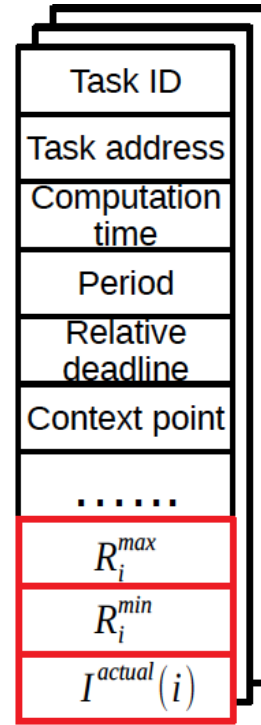 Task ID
Task address
Computation
time
Period
Relative
deadline
Context point
......
R_i^{max}
R_i^{min}
I^{actual}(i)